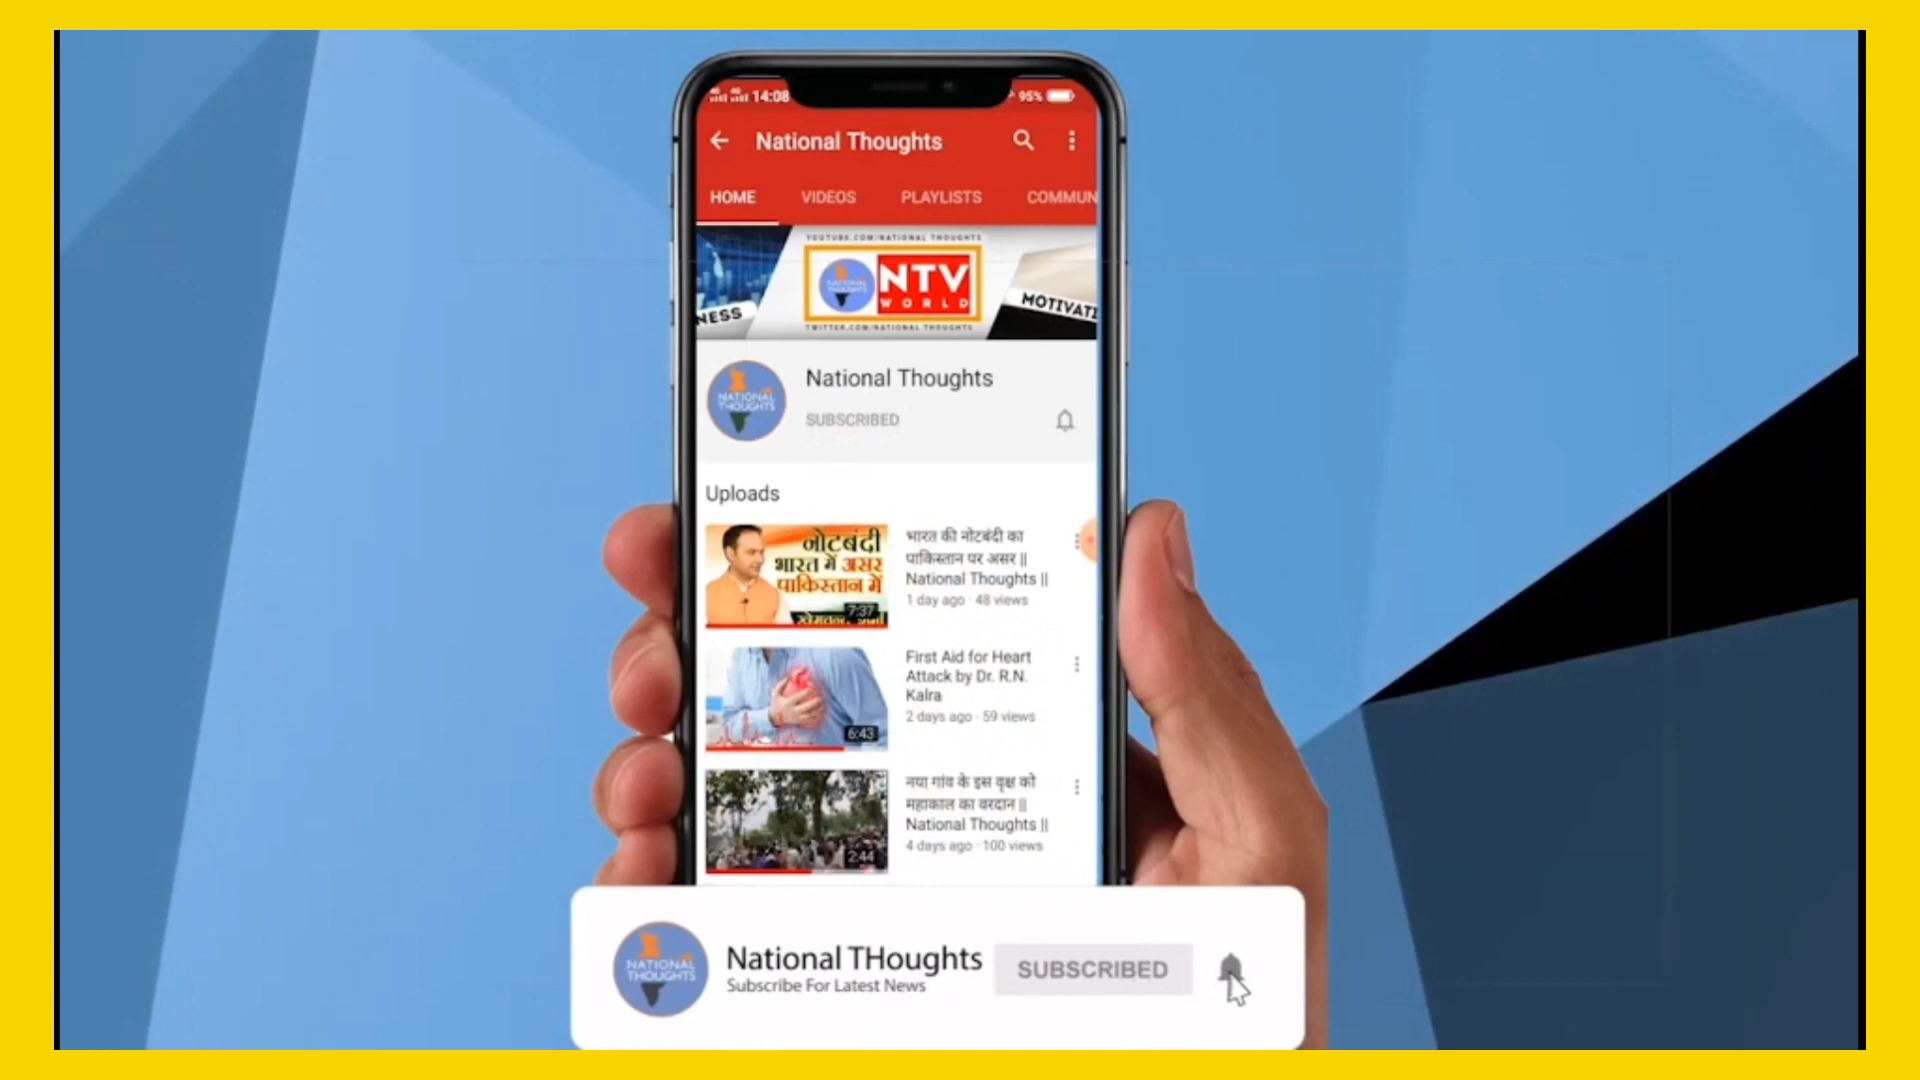 14:08
95%
National Thoughts
HOME VIDEOS PLAYLISTS COMMUN
YOUTUBE.COM/NATIONAL THOUGHTS
NATIONAL THOUGHTS
NTV
WORLD
NESS
MOTIVATI
TWITTER.COM/NATIONAL THOUGHTS
NATIONAL
THOUGHTS
National Thoughts
SUBSCRIBED
Uploads
नोटबंदी
भारत में असर
पाकिस्तान में
7:37
भारत की नोटबंदी का
पाकिस्तान पर असर ||
National Thoughts ||
1 day ago · 48 views
First Aid for Heart
Attack by Dr. R.N.
Kalra
2 days ago · 59 views
6:43
नया गांव के इस वृक्ष को
महाकाल का वरदान ||
National Thoughts ||
4 days ago · 100 views
2:44
NATIONAL
THOUGHTS
National THoughts
Subscribe For Latest News
SUBSCRIBED